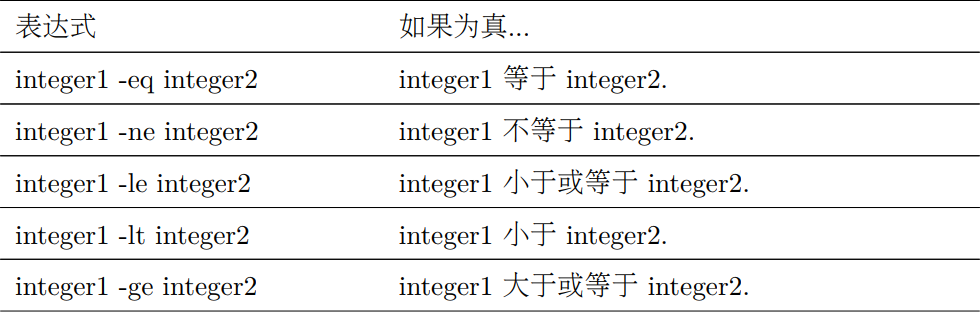 表达式 如果为真...
integer1 -eq integer2 integer1 等于 integer2.
integer1 -ne integer2 integer1 不等于 integer2.
integer1 -le integer2 integer1 小于或等于 integer2.
integer1 -lt integer2 integer1 小于 integer2.
integer1 -ge integer2 integer1 大于或等于 integer2.